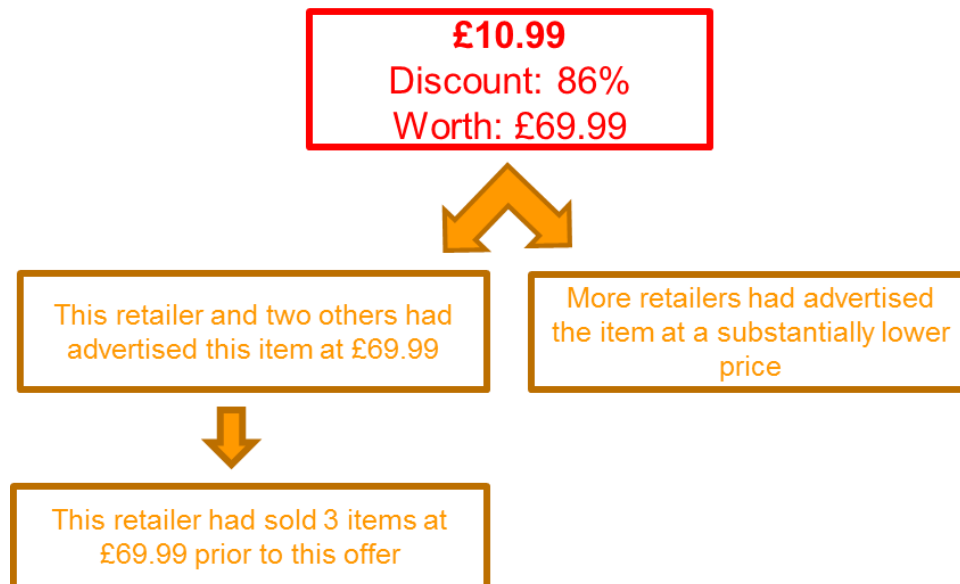 £10.99
Discount: 86%
Worth: £69.99
This retailer and two others had
advertised this item at £69.99
More retailers had advertised
the item at a substantially lower
price
This retailer had sold 3 items at
£69.99 prior to this offer